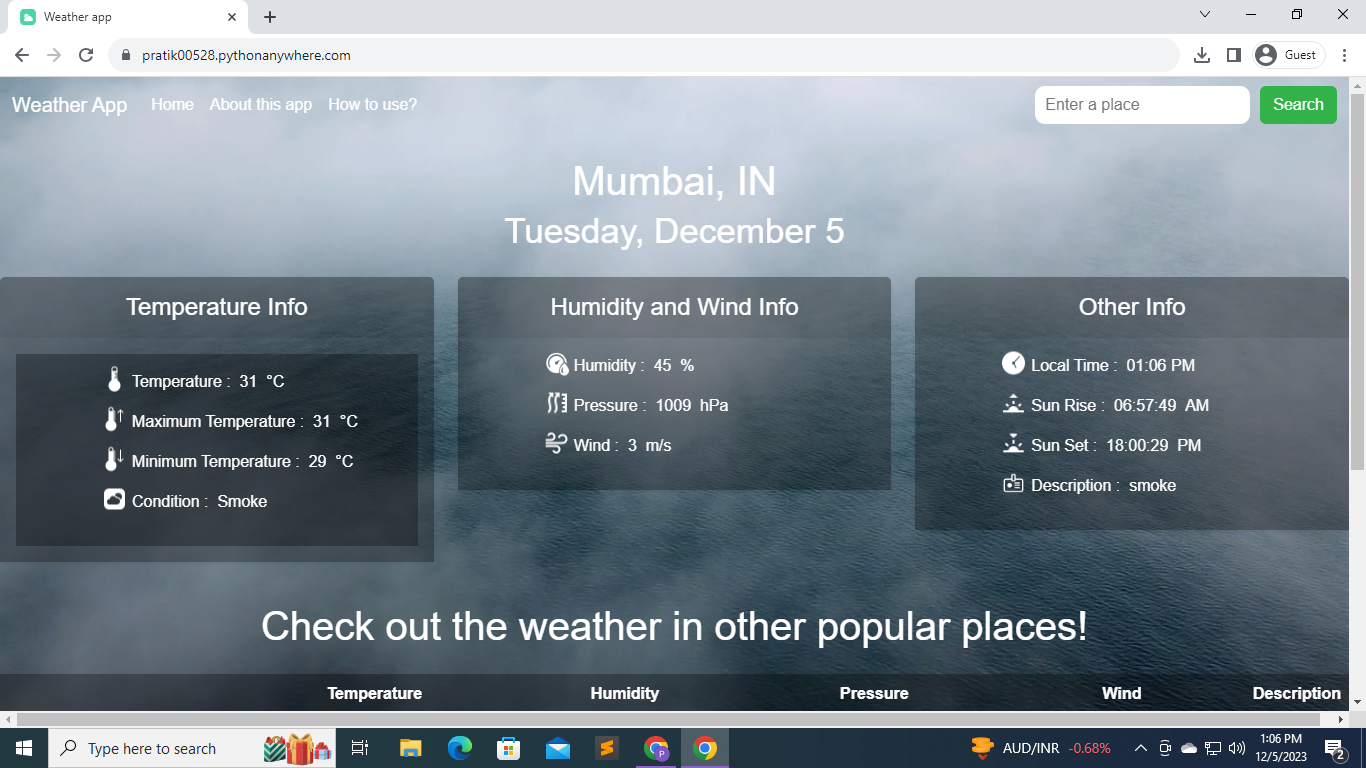 Weather app
pratik00528.pythonanywhere.com
Guest
Weather App Home About this app How to use? Enter a place Search
Mumbai, IN
Tuesday, December 5
Temperature Info
Temperature : 31 °C
Maximum Temperature : 31 °C
Minimum Temperature : 29 °C
Condition : Smoke
Humidity and Wind Info
Humidity : 45 %
Pressure : 1009 hPa
Wind : 3 m/s
Other Info
Local Time : 01:06 PM
Sun Rise : 06:57:49 AM
Sun Set : 18:00:29 PM
Description : smoke
Check out the weather in other popular places!
Temperature Humidity Pressure Wind Description
Type here to search
P
AUD/INR -0.68%
1:06 PM
12/5/2023
2